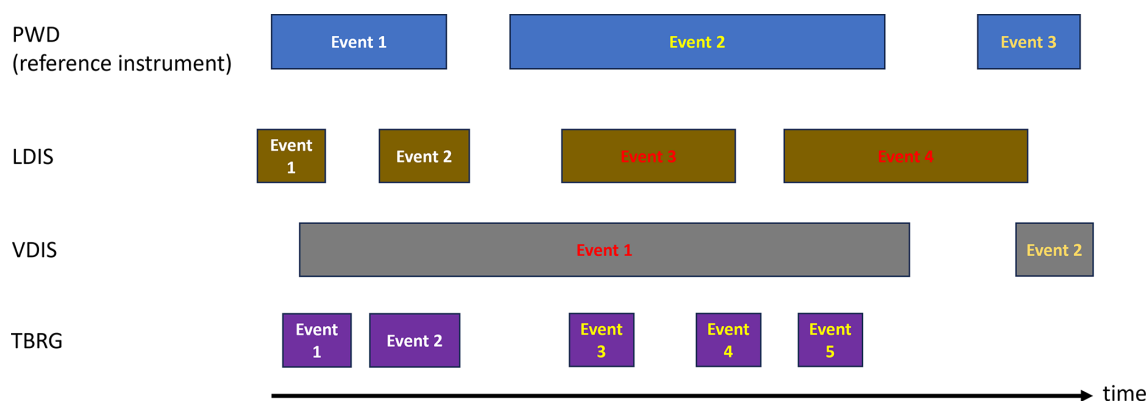 PWD
(reference instrument)
Event 1
Event 2
Event 3
LDIS
Event
1
Event 2
Event 3
Event 4
VDIS
Event 1
Event 2
TBRG
Event
1
Event 2
Event
3
Event
4
Event
5
time